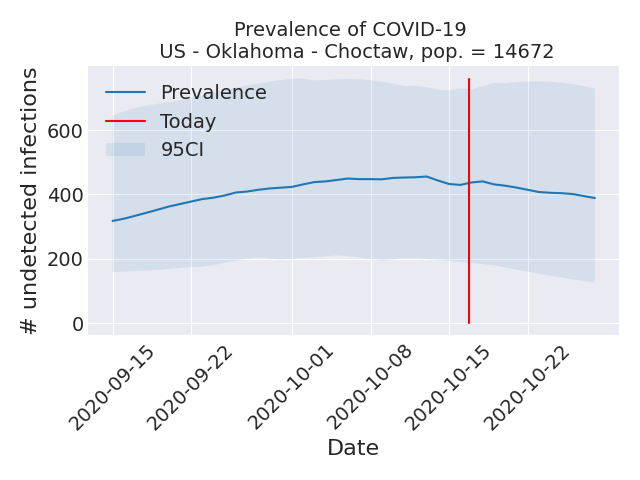 Prevalence of COVID-19
US - Oklahoma - Choctaw, pop. = 14672
# undetected infections
600
400
200
0
Prevalence
Today
95CI
2020-09-15
2020-09-22
2020-10-01
2020-10-08
2020-10-15
2020-10-22
Date